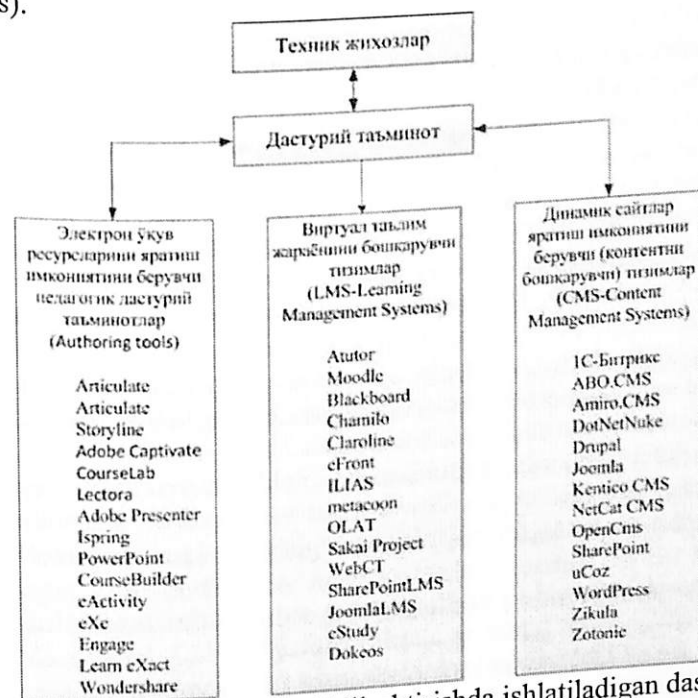 s).
Техник жиҳозлар
Дастурий таъминот
Электрон ўқув
ресурсларини яратиш
имкониятини берувчи
педагогик дастурий
таъминотлар
(Authoring tools)
Articulate
Articulate
Storyline
Adobe Captivate
CourseLab
Lectora
Adobe Presenter
Ispring
PowerPoint
CourseBuilder
eActivity
eXe
Engage
Learn eXact
Wondershare
Виртуал таълим
жараёнини бошқарувчи
тизимлар
(LMS-Learning
Management Systems)
Atutor
Moodle
Blackboard
Chamilo
Claroline
eFront
ILIAS
metacoon
OLAT
Sakai Project
WebCT
SharePointLMS
JoomlaLMS
eStudy
Dokeos
Динамик сайтлар
яратиш имкониятини
берувчи (контентни
бошқарувчи) тизимлар
(CMS-Content
Management Systems)
1С-Битрикс
ABO.CMS
Amiro.CMS
DotNetNuke
Drupal
Joomla
Kentico CMS
NetCat CMS
OpenCms
SharePoint
uCoz
WordPress
Zikula
Zotonic
ishlatiladigan das